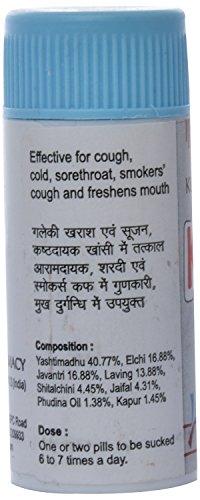 Effective for cough,
cold, sorethroat, smokers'
cough and freshens mouth
गलेकी खराश एवं सूजन,
कष्टदायक खांसी में तत्काल
आरामदायक, शरदी एवं
स्मोकर्स कफ में गुणकारी,
मुख दुर्गन्धि में उपयुक्त
Composition :
Yashtimadhu 40.77%, Elchi 16.88%
Javantri 16.88%, Laving 13.88%
Shitalchini 4.45%, Jaifal 4.31%
Phudina Oil 1.38%, Kapur 1.45%
Dose :
One or two pills to be sucked
6 to 7 times a day.
MACY
Road